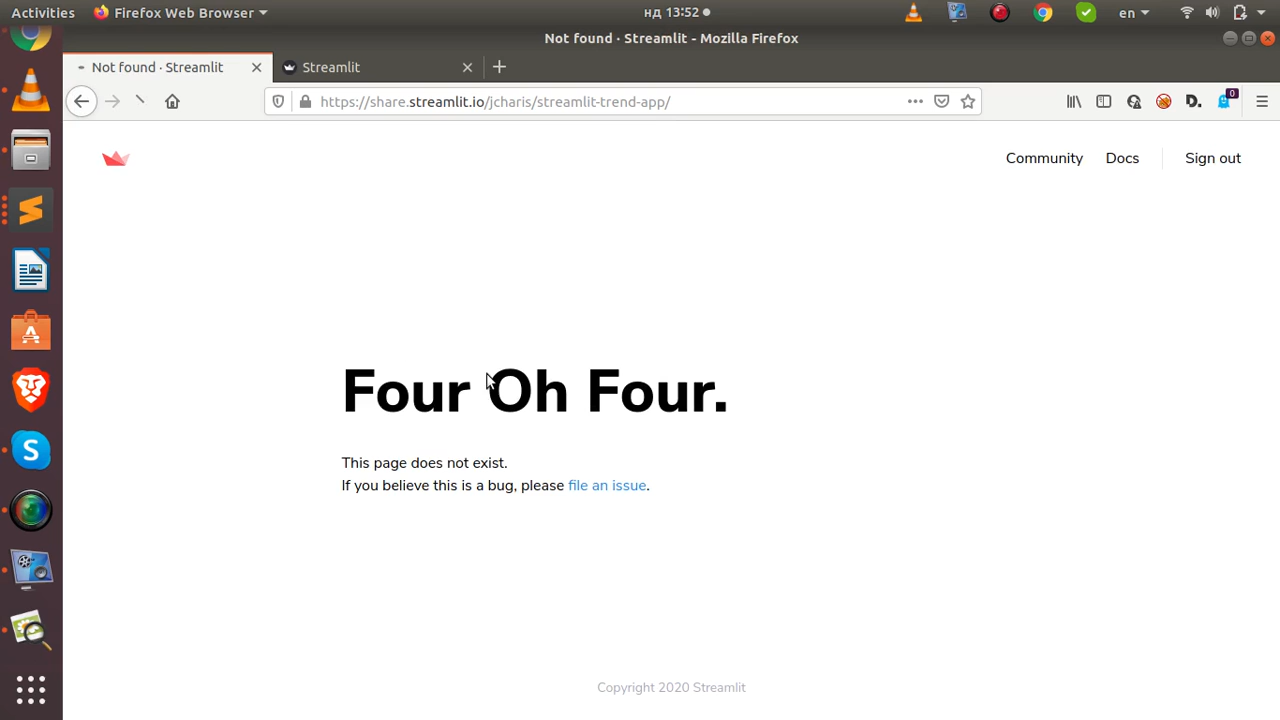 Activities
Firefox Web Browser
нд 13:52
en
Not found · Streamlit - Mozilla Firefox
Not found · Streamlit
Streamlit
https://share.streamlit.io/jcharis/streamlit-trend-app/
D.
0
Community
Docs
Sign out
Four Oh Four.
This page does not exist.
If you believe this is a bug, please file an issue.
Copyright 2020 Streamlit